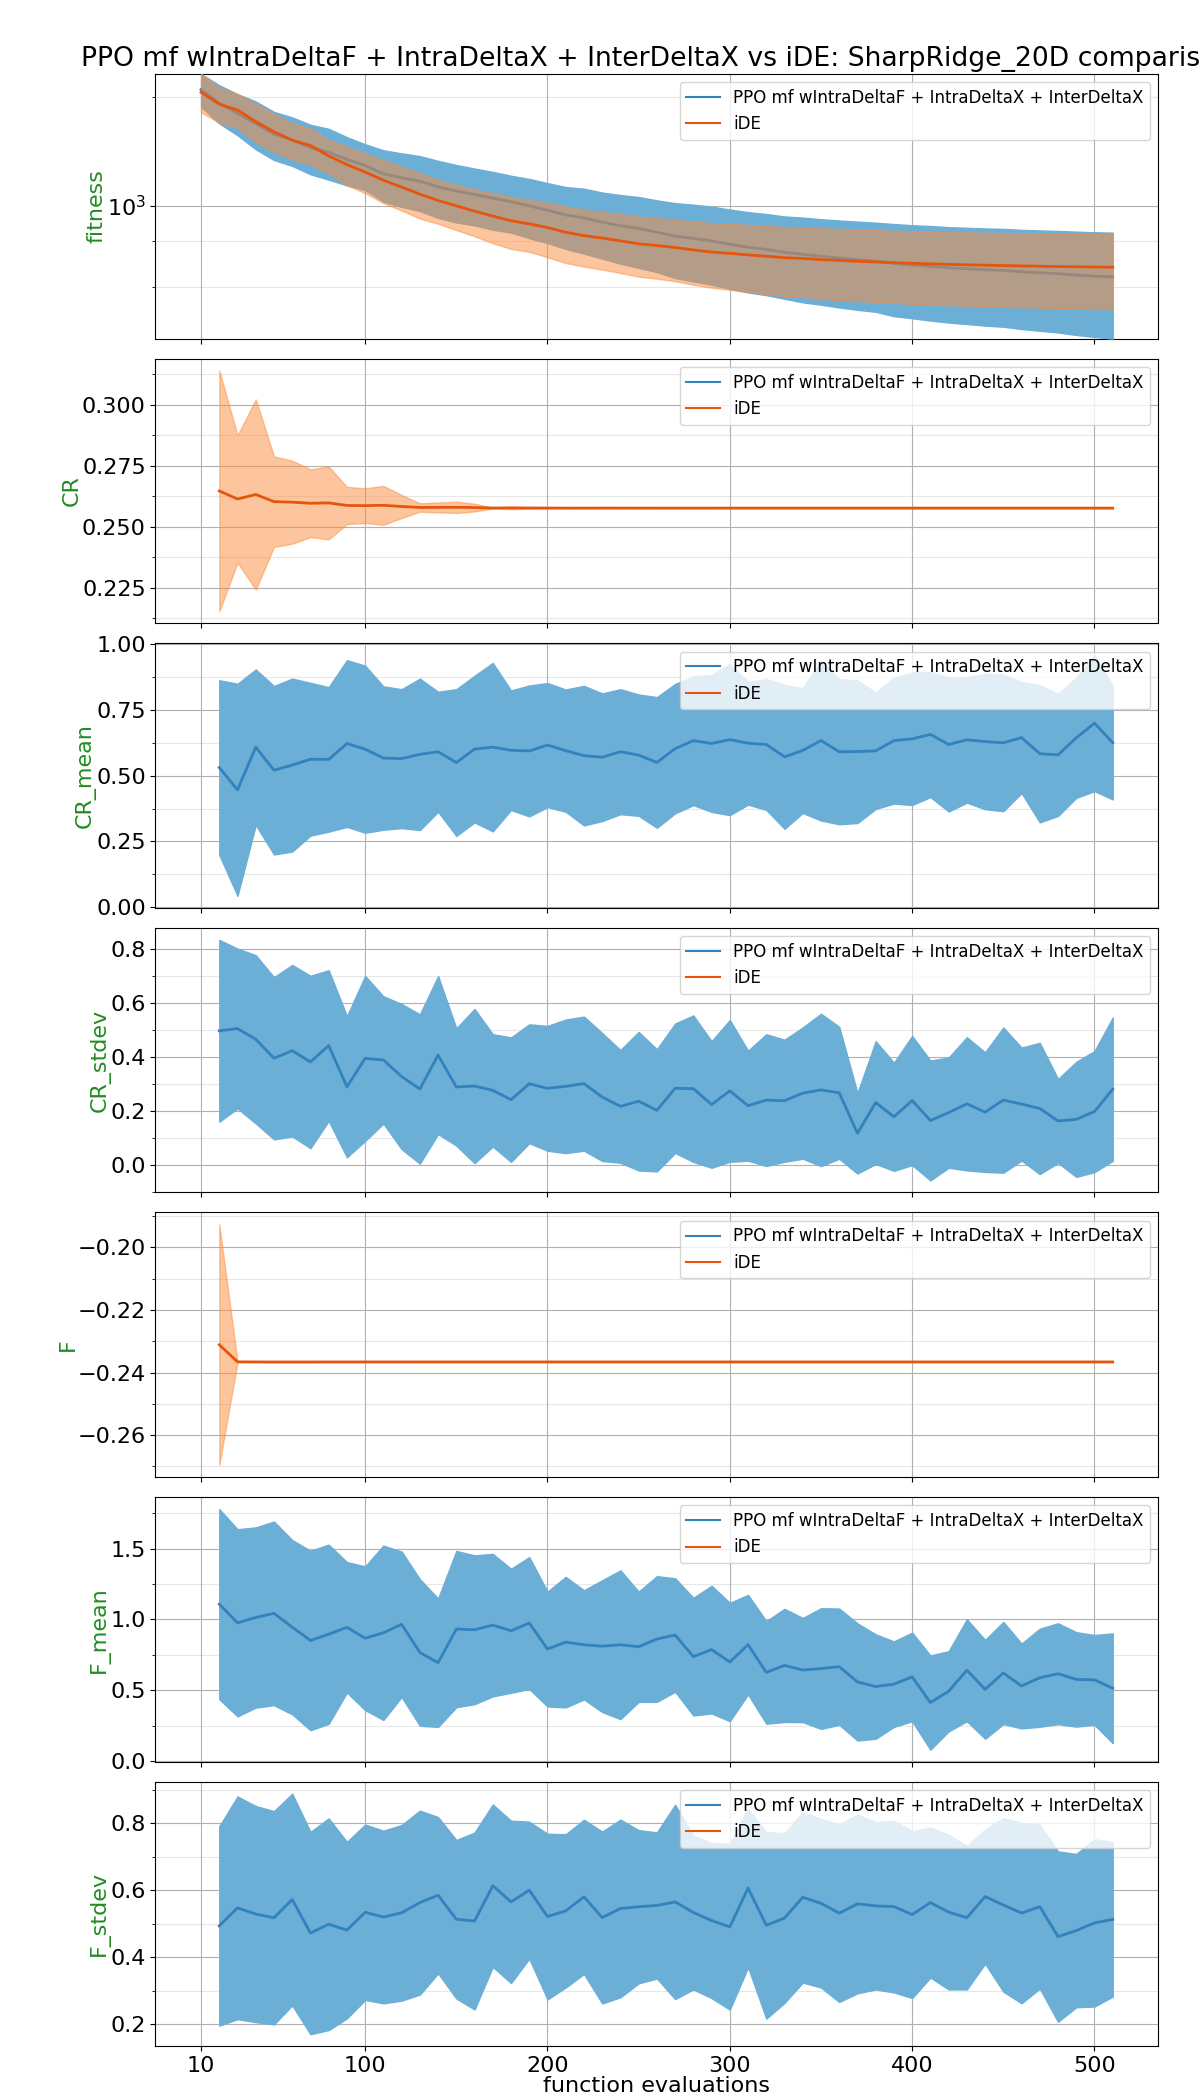 PPO mf wIntraDeltaF + IntraDeltaX + InterDeltaX vs iDE: SharpRidge_20D comparis
PPO mf wIntraDeltaF + IntraDeltaX + InterDeltaX
iDE
fitness
10³
PPO mf wIntraDeltaF + IntraDeltaX + InterDeltaX
iDE
CR
0.300
0.275
0.250
0.225
PPO mf wIntraDeltaF + IntraDeltaX + InterDeltaX
iDE
CR_mean
1.00
0.75
0.50
0.25
0.00
PPO mf wIntraDeltaF + IntraDeltaX + InterDeltaX
iDE
CR_stdev
0.8
0.6
0.4
0.2
0.0
PPO mf wIntraDeltaF + IntraDeltaX + InterDeltaX
iDE
F
−0.20
−0.22
−0.24
−0.26
PPO mf wIntraDeltaF + IntraDeltaX + InterDeltaX
iDE
F_mean
1.5
1.0
0.5
0.0
PPO mf wIntraDeltaF + IntraDeltaX + InterDeltaX
iDE
F_stdev
0.8
0.6
0.4
0.2
10 100 200 300 400 500
function evaluations